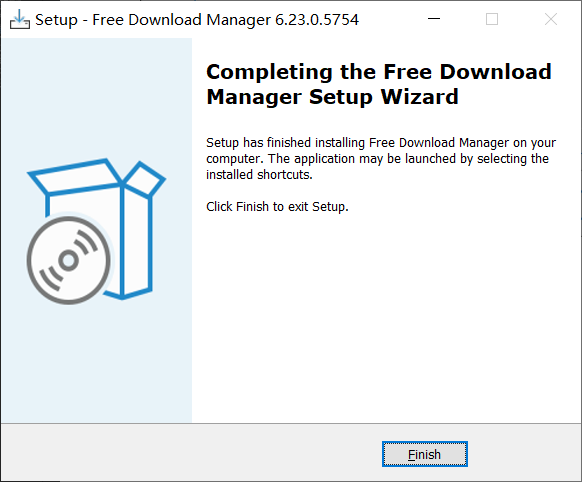 Setup - Free Download Manager 6.23.0.5754
Completing the Free Download
Manager Setup Wizard
Setup has finished installing Free Download Manager on your
computer. The application may be launched by selecting the
installed shortcuts.
Click Finish to exit Setup.
Finish